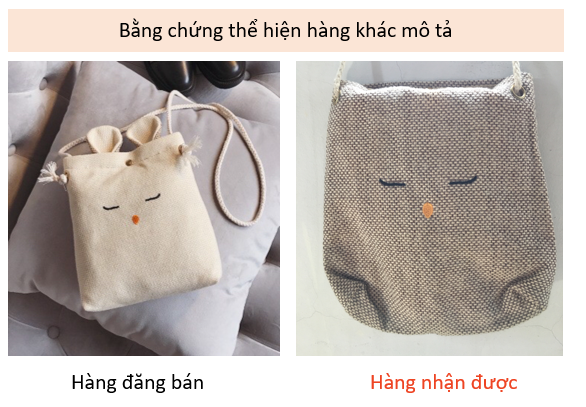 Bằng chứng thể hiện hàng khác mô tả
Hàng đăng bán
Hàng nhận được